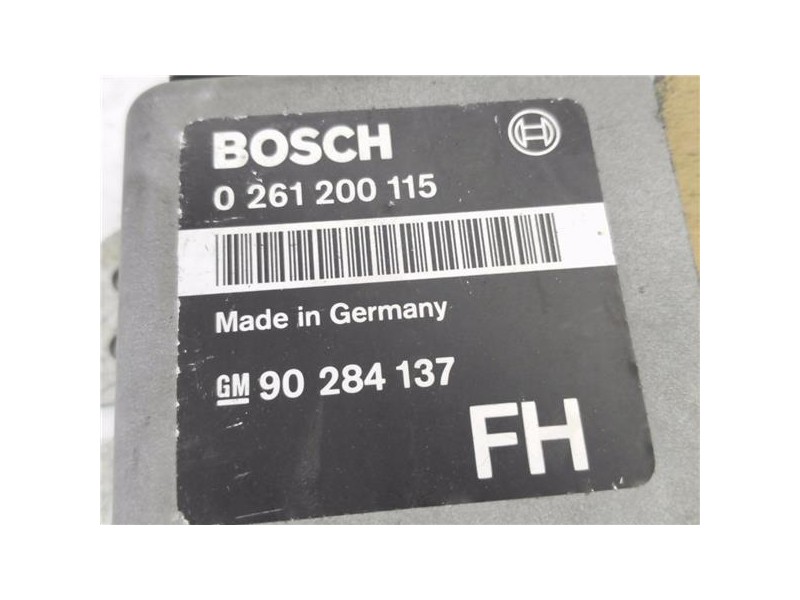 BOSCH
0 261 200 115
Made in Germany
GM 90 284 137
FH